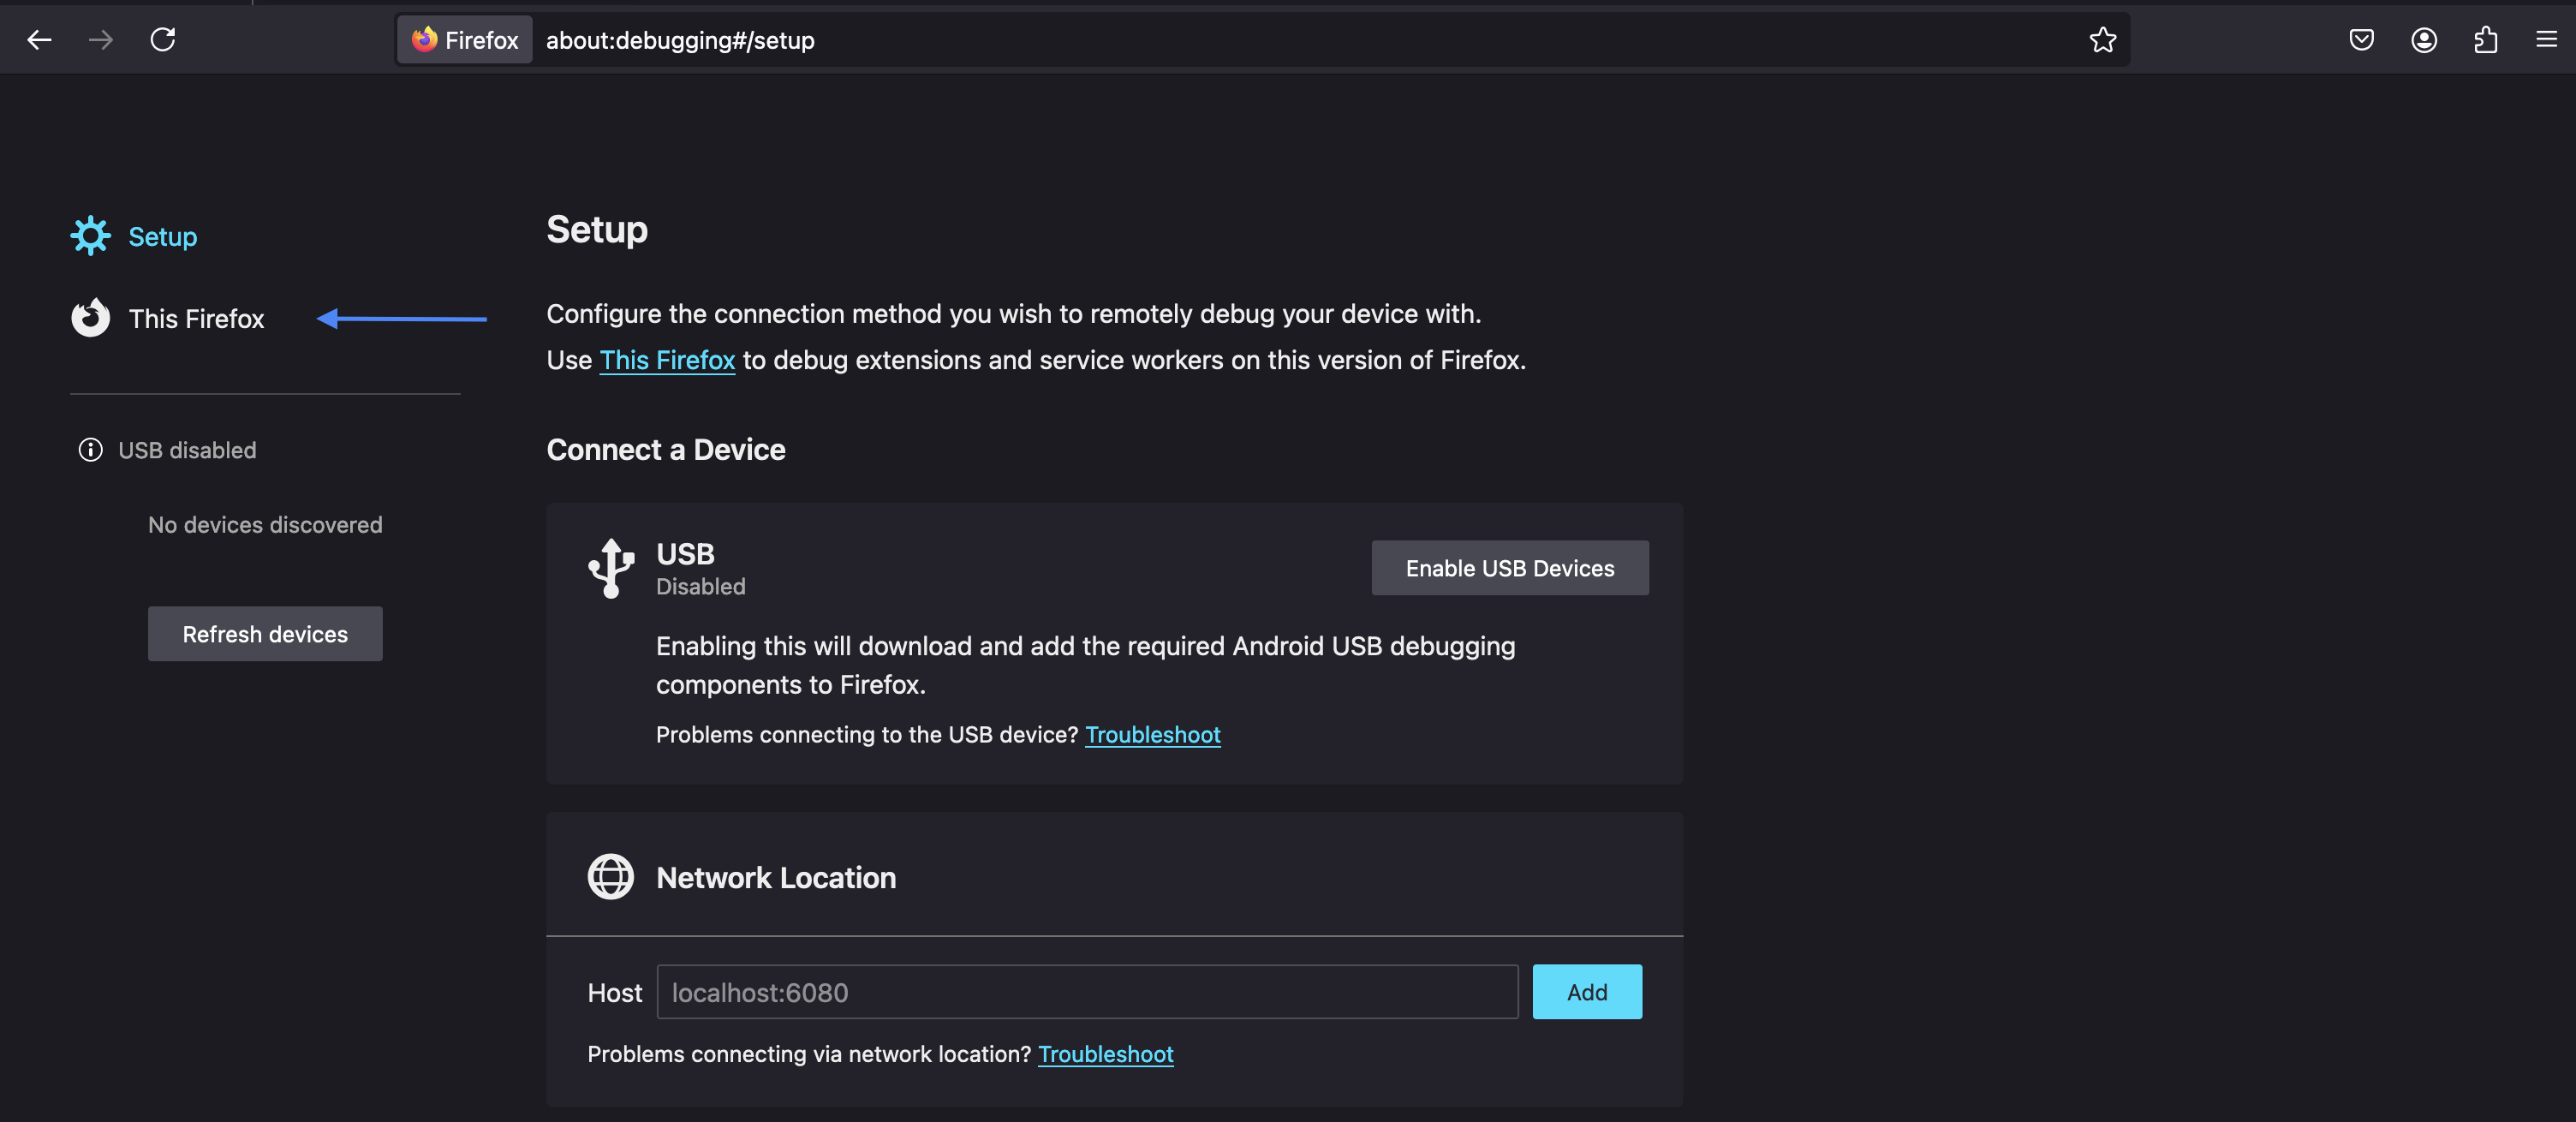 Firefox
about:debugging#/setup
Setup
This Firefox
USB disabled
No devices discovered
Refresh devices
Setup
Configure the connection method you wish to remotely debug your device with.
Use This Firefox to debug extensions and service workers on this version of Firefox.
Connect a Device
USB
Disabled
Enable USB Devices
Enabling this will download and add the required Android USB debugging
components to Firefox.
Problems connecting to the USB device? Troubleshoot
Network Location
Host
localhost:6080
Add
Problems connecting via network location? Troubleshoot